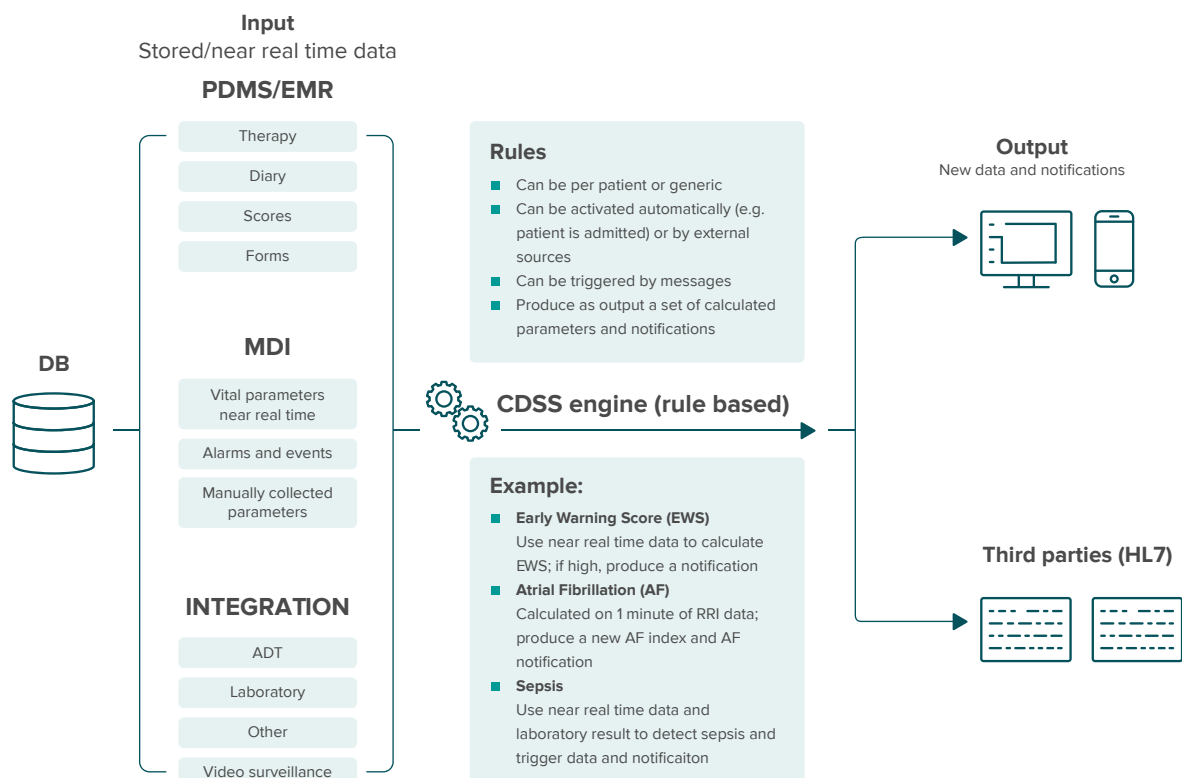 Input
Stored/near real time data
PDMS/EMR
Therapy
Diary
Scores
Forms
DB
MDI
Vital parameters
near real time
Alarms and events
Manually collected
parameters
INTEGRATION
ADT
Laboratory
Other
Video surveillance
Rules
Can be per patient or generic
Can be activated automatically (e.g.
patient is admitted) or by external
sources
Can be triggered by messages
Produce as output a set of calculated
parameters and notifications
CDSS engine (rule based)
Example:
Early Warning Score (EWS)
Use near real time data to calculate
EWS; if high, produce a notification
Atrial Fibrillation (AF)
Calculated on 1 minute of RRI data;
produce a new AF index and AF
notification
Sepsis
Use near real time data and
laboratory result to detect sepsis and
trigger data and notificaiton
Output
New data and notifications
Third parties (HL7)